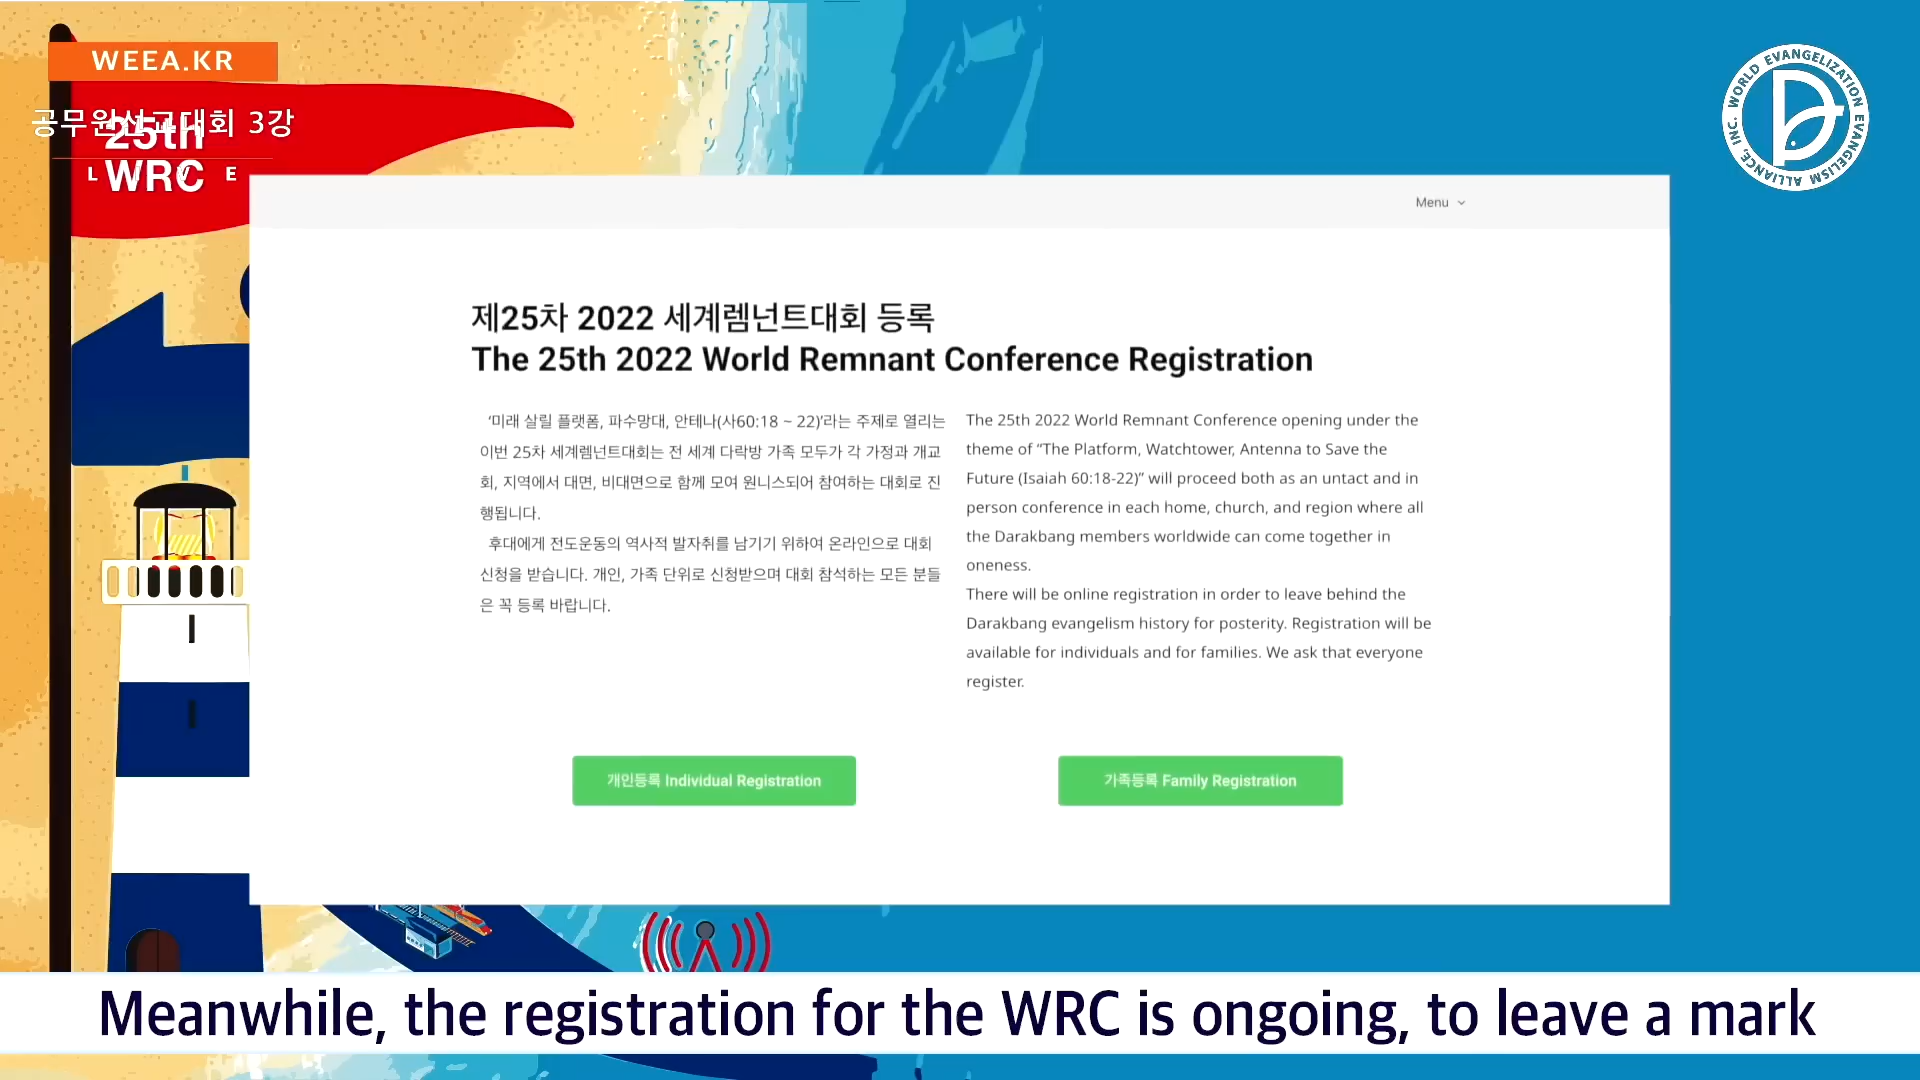 WEEA.KR
공무원선교대회 3강
25th
WRC
L I V E
WORLD EVANGELIZATION EVANGELISM ALLIANCE, INC.
Menu
제25차 2022 세계렘넌트대회 등록
The 25th 2022 World Remnant Conference Registration
‘미래 살릴 플랫폼, 파수망대, 안테나(사60:18 ~ 22)’라는 주제로 열리는
이번 25차 세계렘넌트대회는 전 세계 다락방 가족 모두가 각 가정과 개교
회, 지역에서 대면, 비대면으로 함께 모여 원니스되어 참여하는 대회로 진
행됩니다.
후대에게 전도운동의 역사적 발자취를 남기기 위하여 온라인으로 대회
신청을 받습니다. 개인, 가족 단위로 신청받으며 대회 참석하는 모든 분들
은 꼭 등록 바랍니다.
The 25th 2022 World Remnant Conference opening under the
theme of “The Platform, Watchtower, Antenna to Save the
Future (Isaiah 60:18-22)” will proceed both as an untact and in
person conference in each home, church, and region where all
the Darakbang members worldwide can come together in
oneness.
There will be online registration in order to leave behind the
Darakbang evangelism history for posterity. Registration will be
available for individuals and for families. We ask that everyone
register.
개인등록 Individual Registration
가족등록 Family Registration
Meanwhile, the registration for the WRC is ongoing, to leave a mark